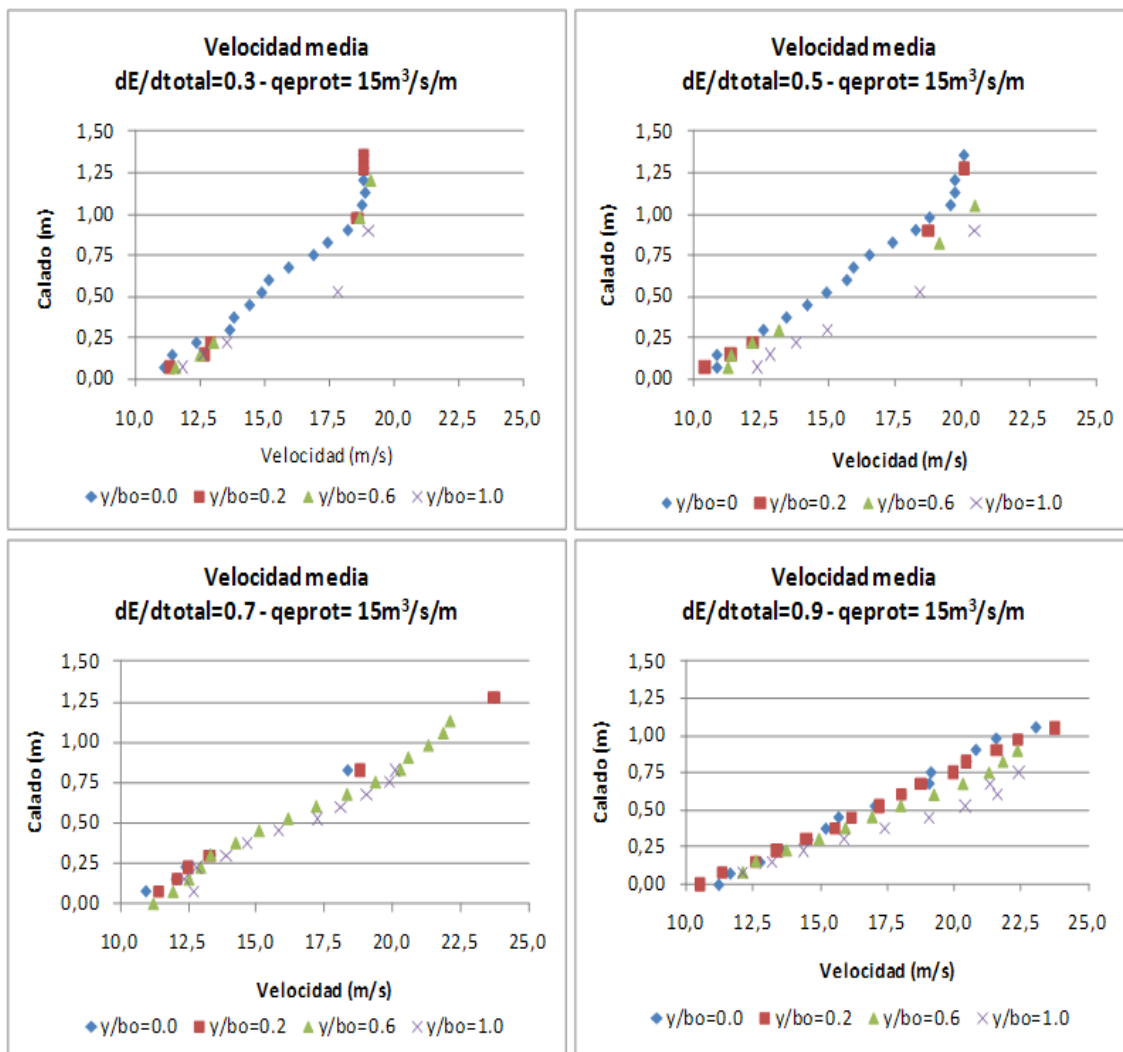 Velocidad media
dE/dtotal=0.3 - qeprot= 15m³/s/m
1,50
1,25
1,00
0,75
0,50
0,25
0,00
Calado (m)
10,0 12,5 15,0 17,5 20,0 22,5 25,0
Velocidad (m/s)
y/bo=0.0 y/bo=0.2 y/bo=0.6 y/bo=1.0
Velocidad media
dE/dtotal=0.5 - qeprot= 15m³/s/m
1,50
1,25
1,00
0,75
0,50
0,25
0,00
Calado (m)
10,0 12,5 15,0 17,5 20,0 22,5 25,0
Velocidad (m/s)
y/bo=0 y/bo=0.2 y/bo=0.6 y/bo=1.0
Velocidad media
dE/dtotal=0.7 - qeprot= 15m³/s/m
1,50
1,25
1,00
0,75
0,50
0,25
0,00
Calado (m)
10,0 12,5 15,0 17,5 20,0 22,5 25,0
Velocidad (m/s)
y/bo=0.0 y/bo=0.2 y/bo=0.6 y/bo=1.0
Velocidad media
dE/dtotal=0.9 - qeprot= 15m³/s/m
1,50
1,25
1,00
0,75
0,50
0,25
0,00
Calado (m)
10,0 12,5 15,0 17,5 20,0 22,5 25,0
Velocidad (m/s)
y/bo=0.0 y/bo=0.2 y/bo=0.6 y/bo=1.0